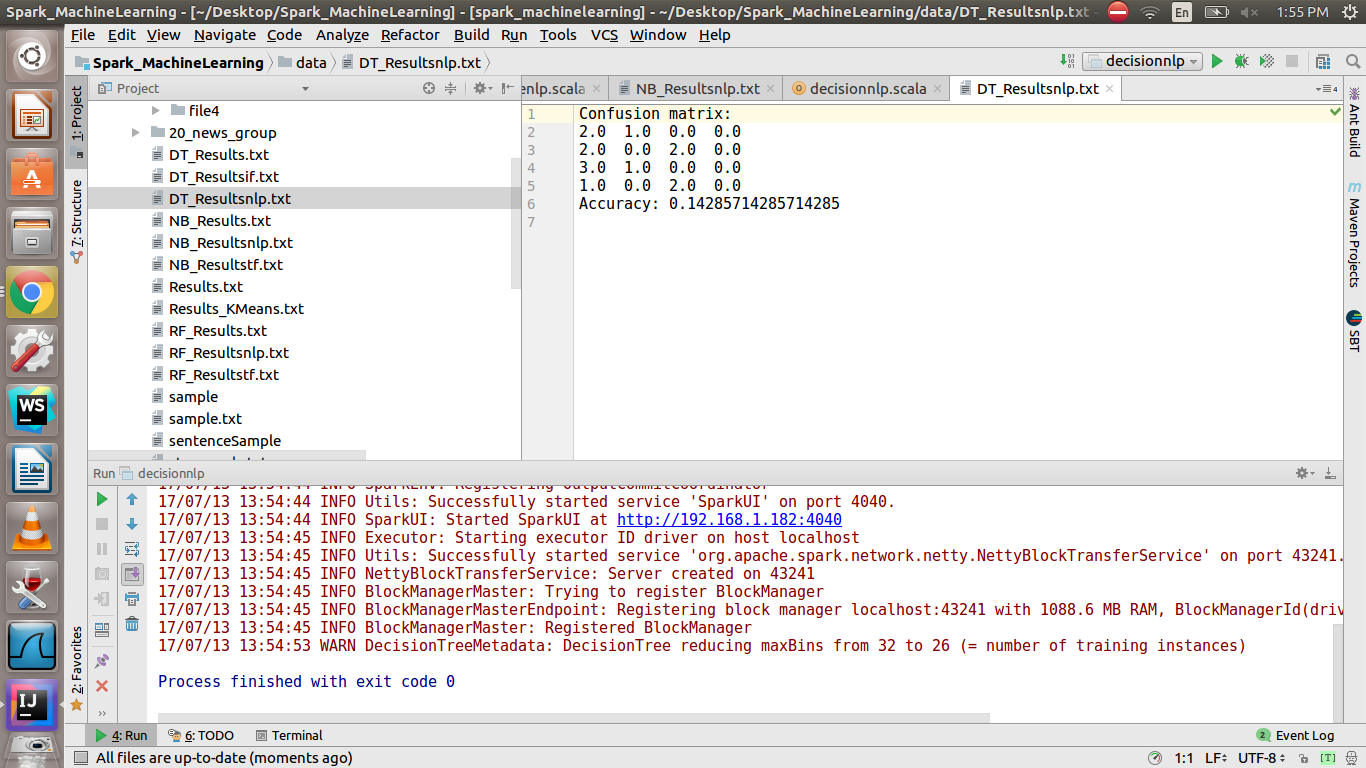 Spark_MachineLearning - [~/Desktop/Spark_MachineLearning] - [spark_machinelearning] - ~/Desktop/Spark_MachineLearning/data/DT_Resultsnlp.txt -
En
1:55 PM
File Edit View Navigate Code Analyze Refactor Build Run Tools VCS Window Help
Spark_MachineLearning data DT_Resultsnlp.txt
decisionnlp
Project
enlp.scala NB_Resultsnlp.txt decisionnlp.scala DT_Resultsnlp.txt
4
1: Project
7: Structure
2: Favorites
file4
20_news_group
DT_Results.txt
DT_Resultsif.txt
DT_Resultsnlp.txt
NB_Results.txt
NB_Resultsnlp.txt
NB_Resultstf.txt
Results.txt
Results_KMeans.txt
RF_Results.txt
RF_Resultsnlp.txt
RF_Resultstf.txt
sample
sample.txt
sentenceSample
1 Confusion matrix:
2 2.0 1.0 0.0 0.0
3 2.0 0.0 2.0 0.0
4 3.0 1.0 0.0 0.0
5 1.0 0.0 2.0 0.0
6 Accuracy: 0.14285714285714285
7
Ant Build
m
Maven Projects
SBT
WS
IJ
Run decisionnlp
17/07/13 13:54:44 INFO SparkEnv: Registering OutputCommitCoordinator
17/07/13 13:54:44 INFO Utils: Successfully started service 'SparkUI' on port 4040.
17/07/13 13:54:44 INFO SparkUI: Started SparkUI at http://192.168.1.182:4040
17/07/13 13:54:45 INFO Executor: Starting executor ID driver on host localhost
17/07/13 13:54:45 INFO Utils: Successfully started service 'org.apache.spark.network.netty.NettyBlockTransferService' on port 43241.
17/07/13 13:54:45 INFO NettyBlockTransferService: Server created on 43241
17/07/13 13:54:45 INFO BlockManagerMaster: Trying to register BlockManager
17/07/13 13:54:45 INFO BlockManagerMasterEndpoint: Registering block manager localhost:43241 with 1088.6 MB RAM, BlockManagerId(driv
17/07/13 13:54:45 INFO BlockManagerMaster: Registered BlockManager
17/07/13 13:54:53 WARN DecisionTreeMetadata: DecisionTree reducing maxBins from 32 to 26 (= number of training instances)
Process finished with exit code 0
4: Run 6: TODO Terminal
2 Event Log
All files are up-to-date (moments ago)
1:1 LF UTF-8 [T]